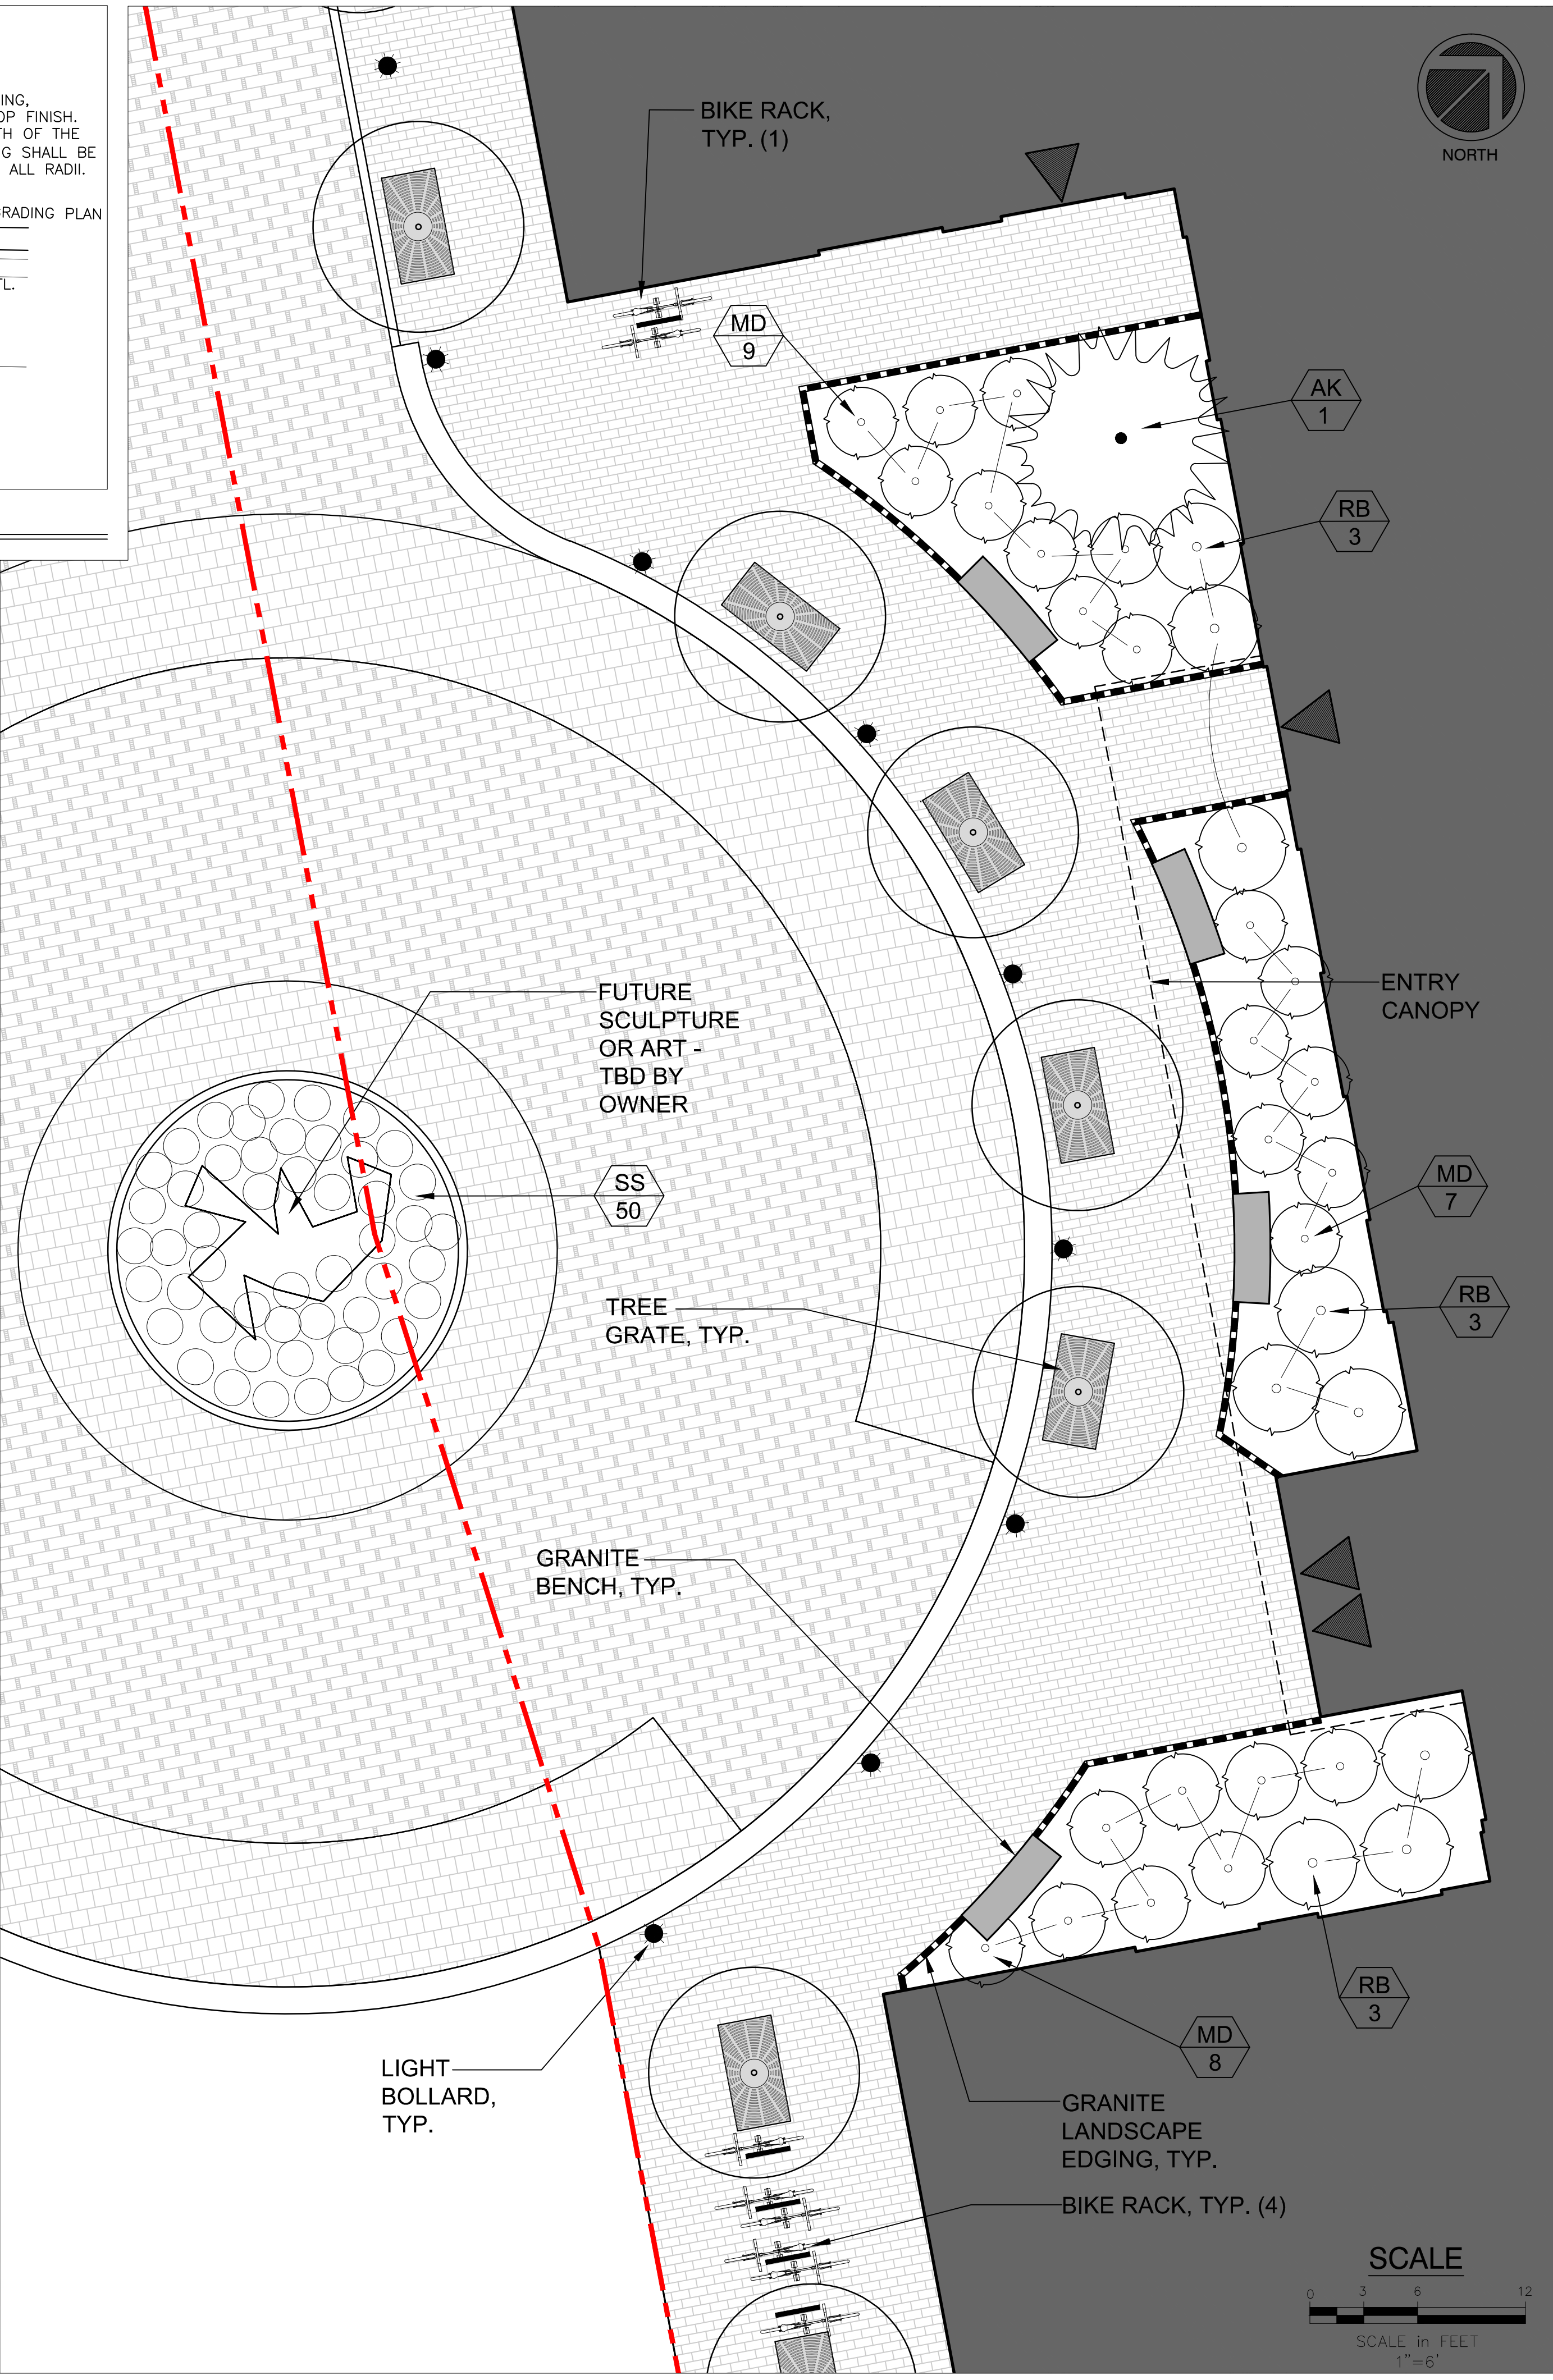 ING,
OP FINISH.
TH OF THE
G SHALL BE
ALL RADII.
GRADING PLAN
TL.
NORTH
BIKE RACK,
TYP. (1)
MD
9
AK
1
RB
3
FUTURE
SCULPTURE
OR ART -
TBD BY
OWNER
ENTRY
CANOPY
SS
50
MD
7
RB
3
TREE
GRATE, TYP.
GRANITE
BENCH, TYP.
RB
3
MD
8
LIGHT
BOLLARD,
TYP.
GRANITE
LANDSCAPE
EDGING, TYP.
BIKE RACK, TYP. (4)
SCALE
0 3 6 12
SCALE in FEET
1"=6'